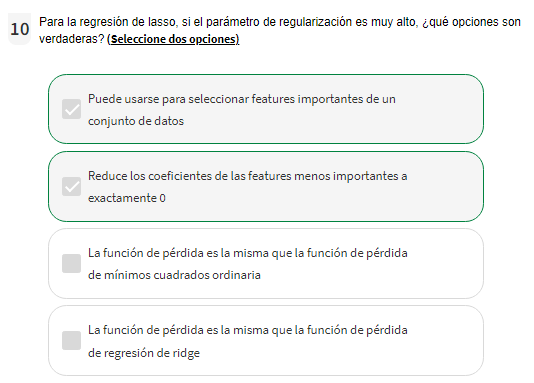 10
Para la regresión de lasso, si el parámetro de regularización es muy alto, ¿qué opciones son
verdaderas? (Seleccione dos opciones)
Puede usarse para seleccionar features importantes de un
conjunto de datos
Reduce los coeficientes de las features menos importantes a
exactamente 0
La función de pérdida es la misma que la función de pérdida
de mínimos cuadrados ordinaria
La función de pérdida es la misma que la función de pérdida
de regresión de ridge